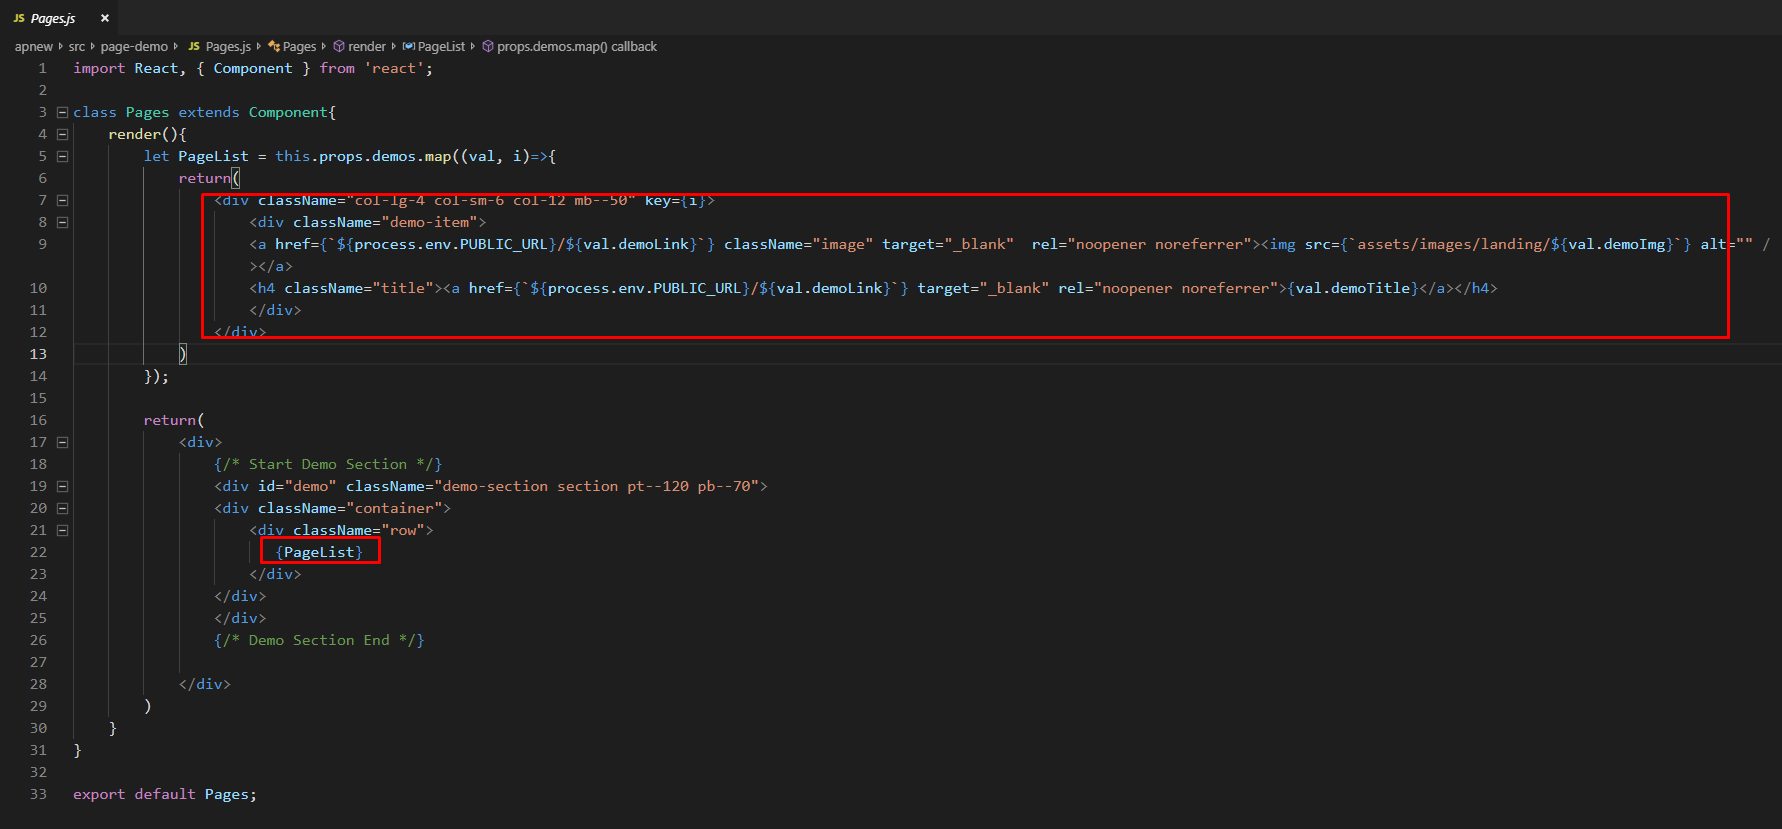 JS Pages.js ×
apnew src page-demo JS Pages.js Pages render PageList props.demos.map() callback
1 import React, { Component } from 'react';
2
3 class Pages extends Component{
4 render(){
5 let PageList = this.props.demos.map((val, i)=>{
6 return(
7 <div className="col-lg-4 col-sm-6 col-12 mb--50" key={i}>
8 <div className="demo-item">
9 <a href={`${process.env.PUBLIC_URL}/${val.demoLink}`} className="image" target="_blank"  rel="noopener noreferrer"><img src={`assets/images/landing/${val.demoImg}`} alt="" /
></a>
10 <h4 className="title"><a href={`${process.env.PUBLIC_URL}/${val.demoLink}`} target="_blank" rel="noopener noreferrer">{val.demoTitle}</a></h4>
11 </div>
12 </div>
13 )
14 });
15
16 return(
17 <div>
18 {/* Start Demo Section */}
19 <div id="demo" className="demo-section section pt--120 pb--70">
20 <div className="container">
21 <div className="row">
22 {PageList}
23 </div>
24 </div>
25 </div>
26 {/* Demo Section End */}
27
28 </div>
29 )
30 }
31 }
32
33 export default Pages;